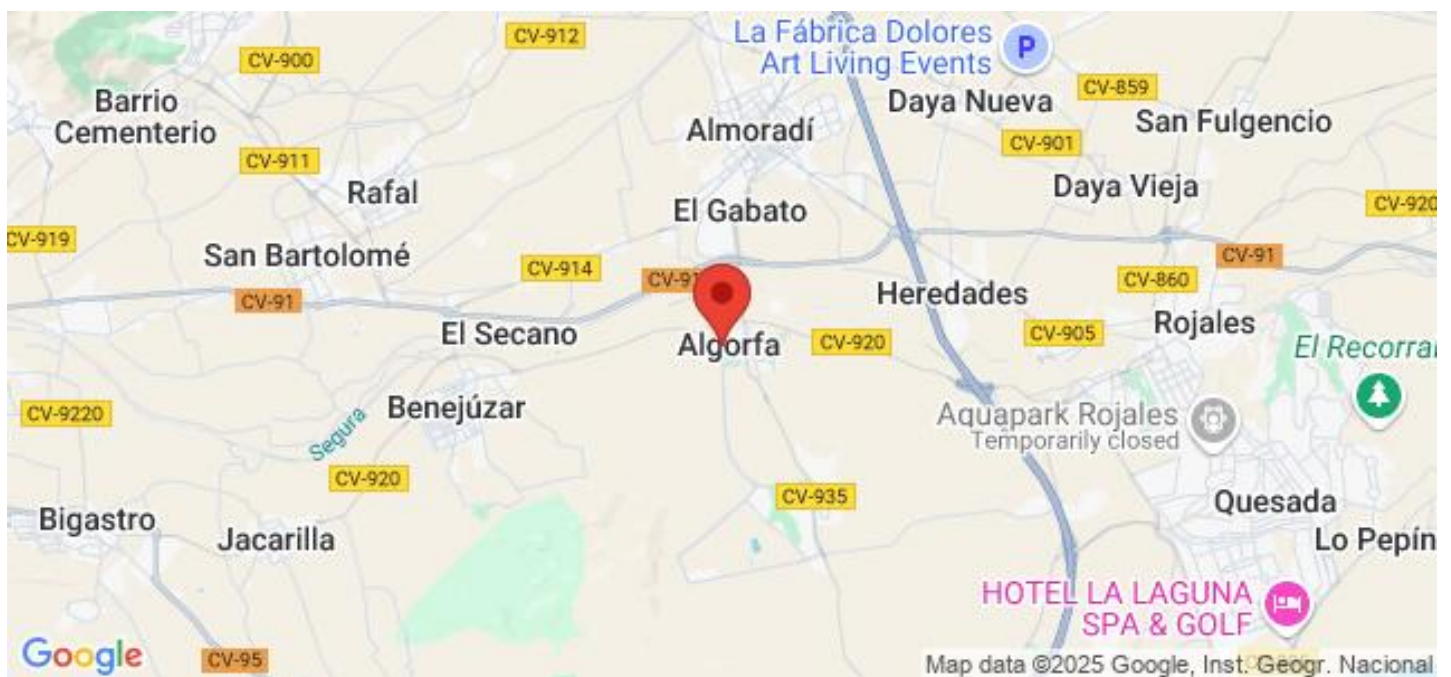 CV-912
La Fábrica Dolores
Art Living Events
P
CV-900
Barrio
Cementerio
Daya Nueva
CV-859
San Fulgencio
Almoradí
CV-901
CV-911
Rafal
Daya Vieja
El Gabato
CV-920
CV-919
San Bartolomé
CV-914
CV-91
CV-91
CV-91
Heredades
CV-860
El Secano
Algorfa
CV-920
CV-905
Rojales
Benejúzar
CV-9220
Segura
Aquapark Rojales
Temporarily closed
CV-920
CV-935
Quesada
Bigastro
Jacarilla
HOTEL LA LAGUNA
SPA & GOLF
Google
CV-95
Map data ©2025 Google, Inst. Geogr. Nacional